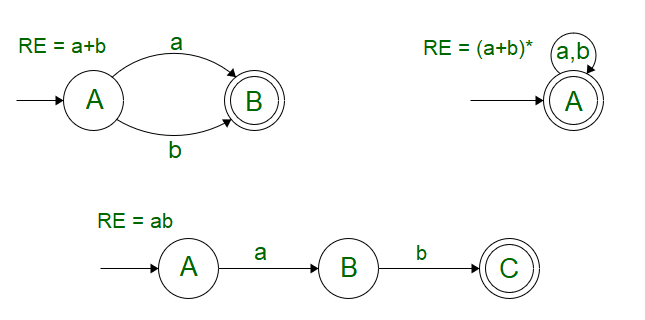 RE = a+b
a
A
B
b
RE = (a+b)*
a,b
A
RE = ab
A
a
B
b
C